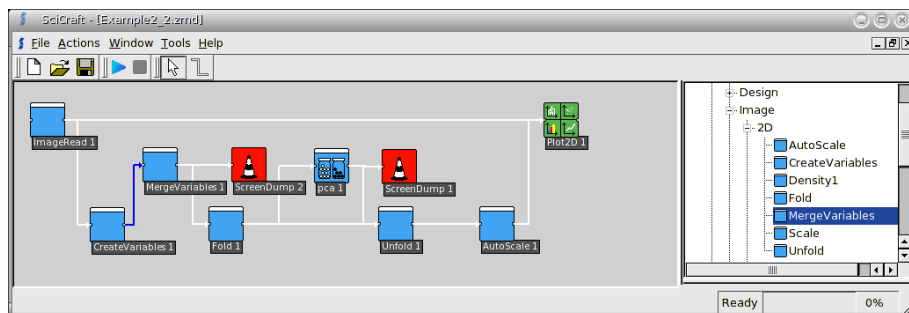 SciCraft - [Example2_2.zmd]
File Actions Window Tools Help
ImageRead 1
Plot2D 1
MergeVariables 1
ScreenDump 2
pca 1
ScreenDump 1
CreateVariables 1
Fold 1
Unfold 1
AutoScale 1
Design
Image
2D
AutoScale
CreateVariables
Density1
Fold
MergeVariables
Scale
Unfold
Ready
0%